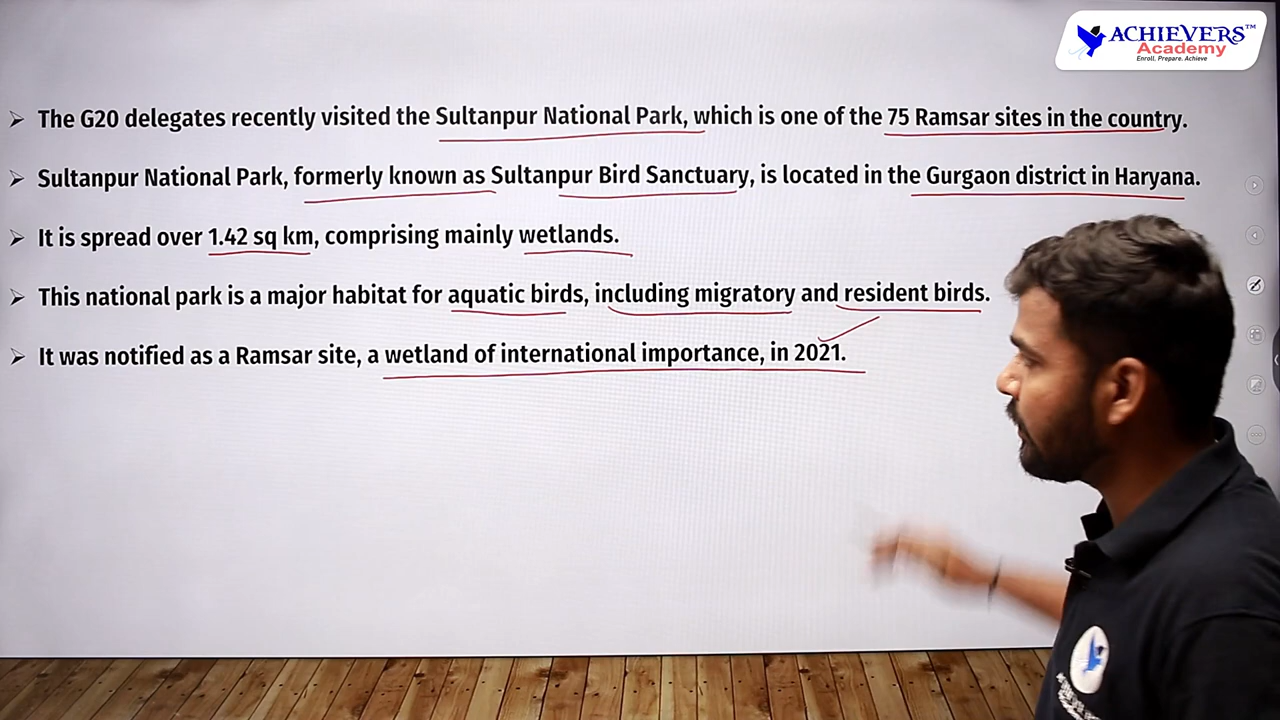 ACHIEVERS™
Academy
Enroll. Prepare. Achieve
The G20 delegates recently visited the Sultanpur National Park, which is one of the 75 Ramsar sites in the country.
Sultanpur National Park, formerly known as Sultanpur Bird Sanctuary, is located in the Gurgaon district in Haryana.
It is spread over 1.42 sq km, comprising mainly wetlands.
This national park is a major habitat for aquatic birds, including migratory and resident birds.
It was notified as a Ramsar site, a wetland of international importance, in 2021.